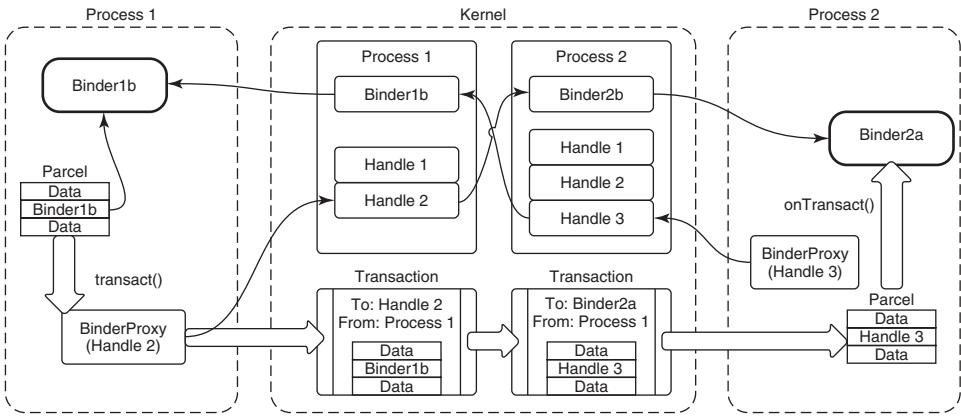 Process 1
Kernel
Process 2
Process 1
Process 2
Binder1b
Binder1b
Binder2b
Binder2a
Handle 1
Handle 2
Handle 1
Handle 2
Handle 3
Parcel
Data
Binder1b
Data
transact()
BinderProxy
(Handle 2)
onTransact()
BinderProxy
(Handle 3)
Transaction
To: Handle 2
From: Process 1
Data
Binder1b
Data
Transaction
To: Binder2a
From: Process 1
Data
Handle 3
Data
Parcel
Data
Handle 3
Data